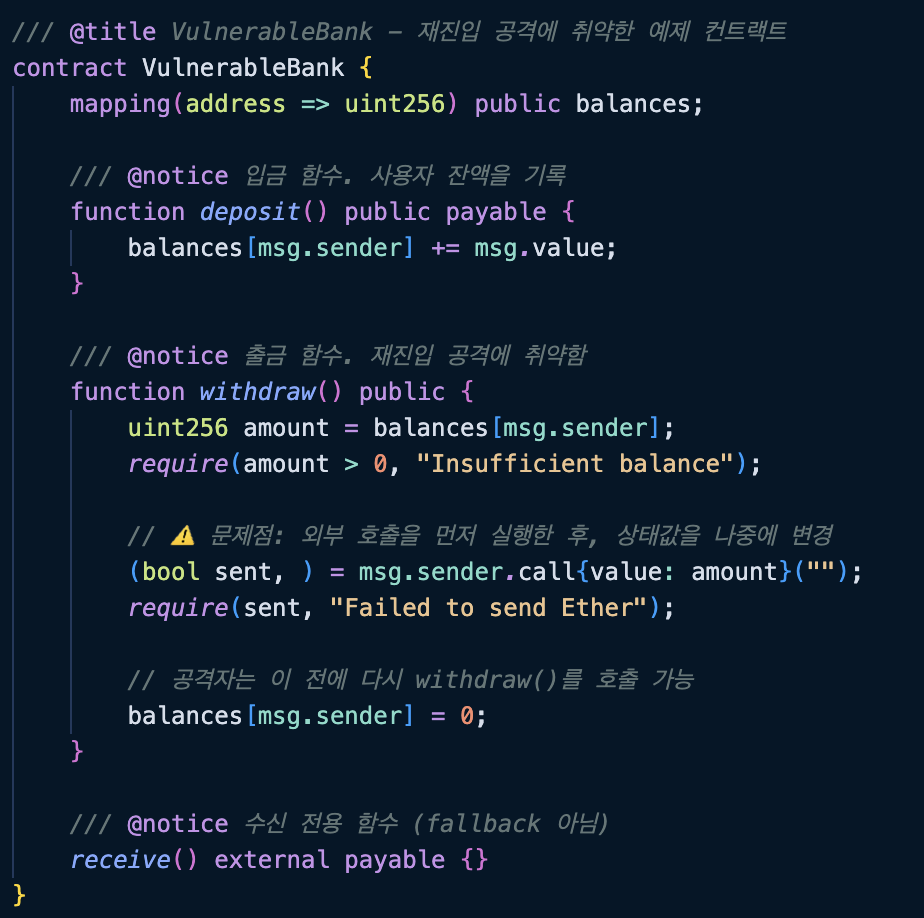 /// @title VulnerableBank – 재진입 공격에 취약한 예제 컨트랙트
contract VulnerableBank {
    mapping(address => uint256) public balances;

    /// @notice 입금 함수. 사용자 잔액을 기록
    function deposit() public payable {
        balances[msg.sender] += msg.value;
    }

    /// @notice 출금 함수. 재진입 공격에 취약함
    function withdraw() public {
        uint256 amount = balances[msg.sender];
        require(amount > 0, "Insufficient balance");

        // ⚠️ 문제점: 외부 호출을 먼저 실행한 후, 상태값을 나중에 변경
        (bool sent, ) = msg.sender.call{value: amount}("");
        require(sent, "Failed to send Ether");

        // 공격자는 이 전에 다시 withdraw()를 호출 가능
        balances[msg.sender] = 0;
    }

    /// @notice 수신 전용 함수 (fallback 아님)
    receive() external payable {}
}